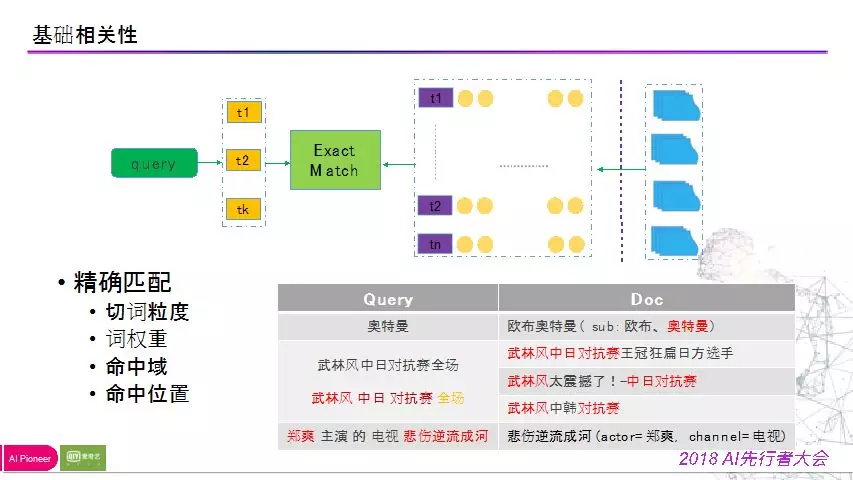 基础相关性
t1
t2
tk
query
Exact
Match
t1
t2
tn
• 精确匹配
• 切词粒度
• 词权重
• 命中域
• 命中位置
Query Doc
奥特曼 欧布奥特曼( sub: 欧布、奥特曼)
武林风中日对抗赛全场
武林风 中日 对抗赛 全场
武林风中日对抗赛王冠狂扁日方选手
武林风太震撼了！-中日对抗赛
武林风中韩对抗赛
郑爽 主演 的 电视 悲伤逆流成河 悲伤逆流成河 (actor= 郑爽, channel= 电视)
AI Pioneer
QIY 爱奇艺
2018 AI先行者大会